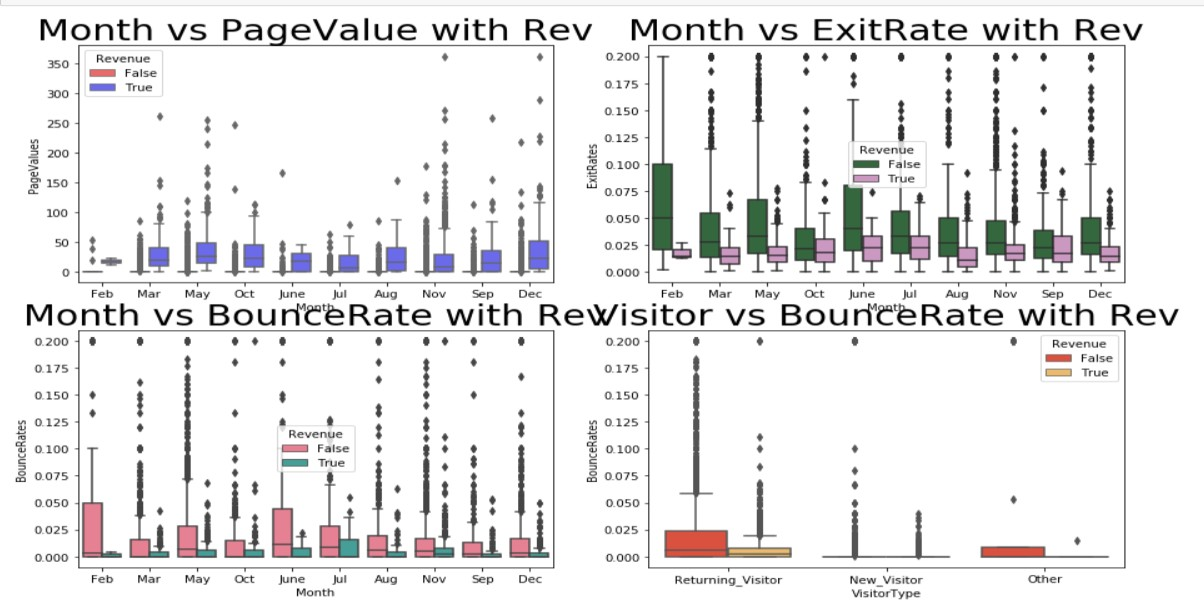 Month vs PageValue with Rev
Revenue
False
True
350
300
250
200
150
100
50
0
PageValues
Feb Mar May Oct June Jul Aug Nov Sep Dec
Month
Month vs ExitRate with Rev
Revenue
False
True
0.200
0.175
0.150
0.125
0.100
0.075
0.050
0.025
0.000
ExitRates
Feb Mar May Oct June Jul Aug Nov Sep Dec
Month vs BounceRate with Rev
Revenue
False
True
0.200
0.175
0.150
0.125
0.100
0.075
0.050
0.025
0.000
BounceRates
Feb Mar May Oct June Jul Aug Nov Sep Dec
Month
Visitor vs BounceRate with Rev
Revenue
False
True
0.200
0.175
0.150
0.125
0.100
0.075
0.050
0.025
0.000
BounceRates
Returning_Visitor New_Visitor Other
VisitorType